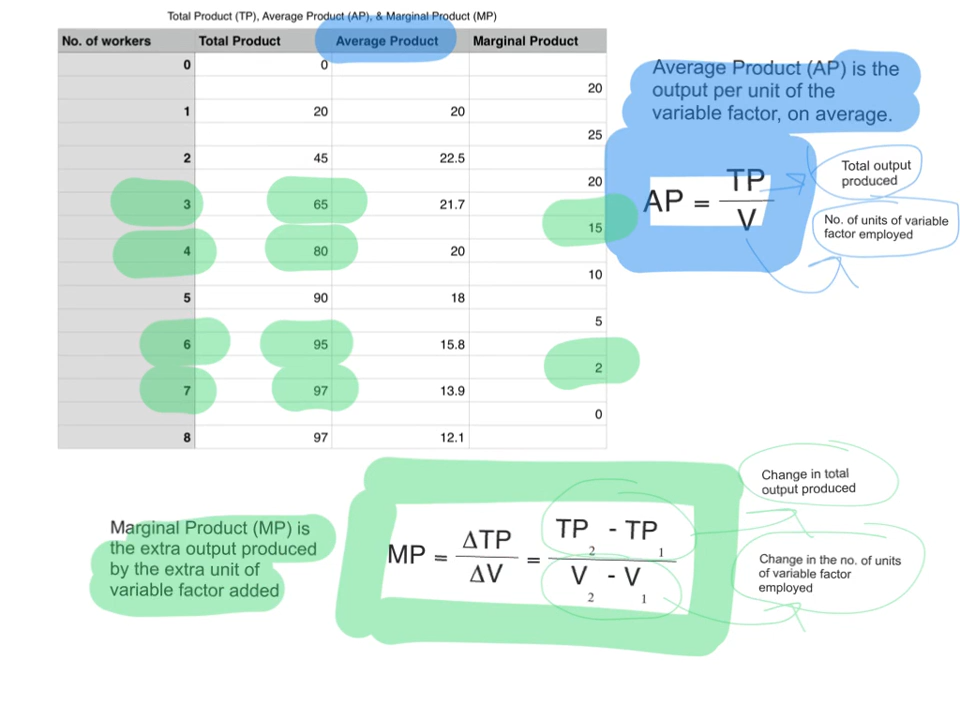 Total Product (TP), Average Product (AP), & Marginal Product (MP)
No. of workers Total Product Average Product Marginal Product
0 0
20
1 20 20
25
2 45 22.5
20
3 65 21.7
15
4 80 20
10
5 90 18
5
6 95 15.8
2
7 97 13.9
0
8 97 12.1
Average Product (AP) is the
output per unit of the
variable factor, on average.
AP = TP
V
Total output
produced
No. of units of variable
factor employed
Marginal Product (MP) is
the extra output produced
by the extra unit of
variable factor added
MP = ΔTP = TP2 - TP1
ΔV V2 - V1
Change in total
output produced
Change in the no. of units
of variable factor
employed